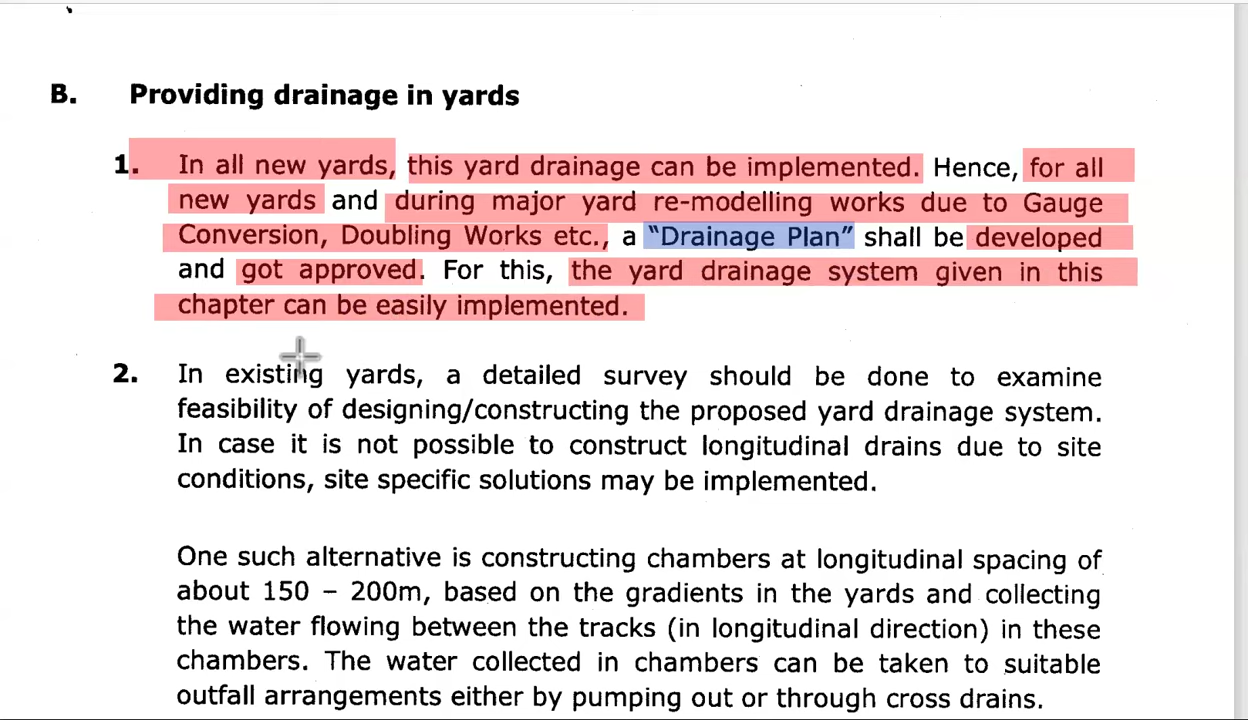 B. Providing drainage in yards
1. In all new yards, this yard drainage can be implemented. Hence, for all
new yards and during major yard re-modelling works due to Gauge
Conversion, Doubling Works etc., a “Drainage Plan” shall be developed
and got approved. For this, the yard drainage system given in this
chapter can be easily implemented.
2. In existing yards, a detailed survey should be done to examine
feasibility of designing/constructing the proposed yard drainage system.
In case it is not possible to construct longitudinal drains due to site
conditions, site specific solutions may be implemented.
One such alternative is constructing chambers at longitudinal spacing of
about 150 – 200m, based on the gradients in the yards and collecting
the water flowing between the tracks (in longitudinal direction) in these
chambers. The water collected in chambers can be taken to suitable
outfall arrangements either by pumping out or through cross drains.